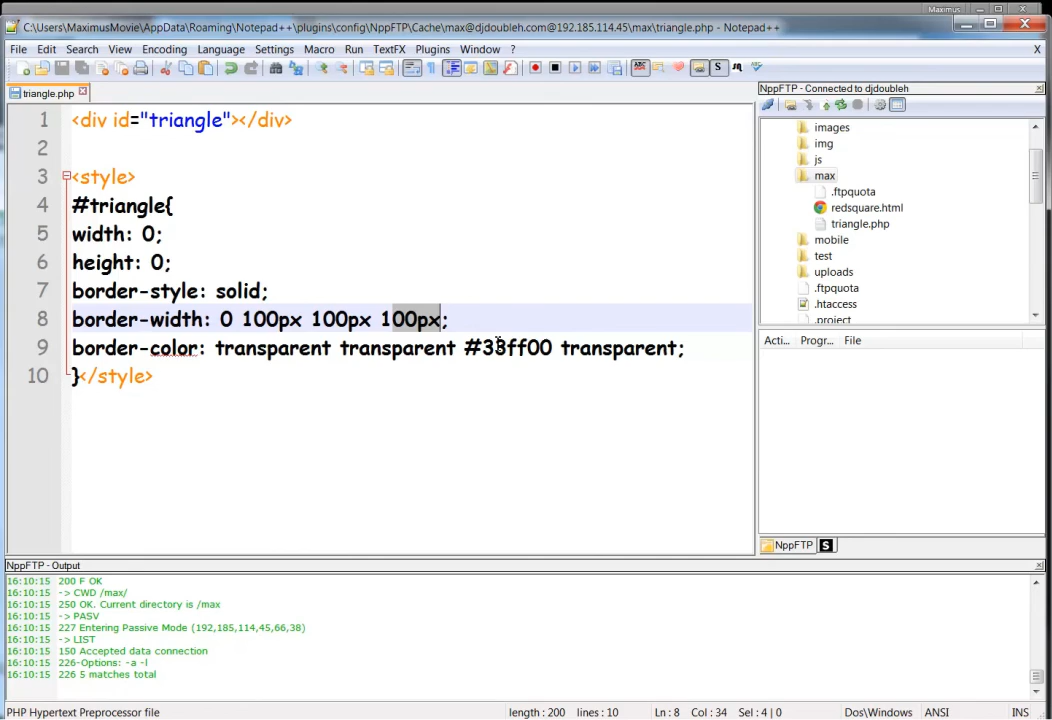 Maximus
C:\Users\MaximusMovie\AppData\Roaming\Notepad++\plugins\config\NppFTP\Cache\max@djdoubleh.com@192.185.114.45\max\triangle.php - Notepad++
File Edit Search View Encoding Language Settings Macro Run TextFX Plugins Window ? X
triangle.php
1 <div id="triangle"></div>
2
3 <style>
4 #triangle{
5 width: 0;
6 height: 0;
7 border-style: solid;
8 border-width: 0 100px 100px 100px;
9 border-color: transparent transparent #33ff00 transparent;
10 }</style>
NppFTP - Connected to djdoubleh
images
img
js
max
.ftpquota
redsquare.html
triangle.php
mobile
test
uploads
.ftpquota
.htaccess
.project
Acti... Progr... File
NppFTP S
NppFTP - Output
16:10:15 200 F OK
16:10:15 -> CWD /max/
16:10:15 250 OK. Current directory is /max
16:10:15 -> PASV
16:10:15 227 Entering Passive Mode (192,185,114,45,66,38)
16:10:15 -> LIST
16:10:15 150 Accepted data connection
16:10:15 226-Options: -a -l
16:10:15 226 5 matches total
PHP Hypertext Preprocessor file length : 200 lines : 10 Ln : 8 Col : 34 Sel : 4 | 0 Dos\Windows ANSI INS